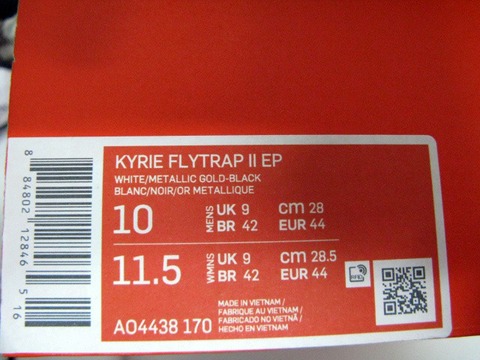 KYRIE FLYTRAP II EP
WHITE/METALLIC GOLD-BLACK
BLANC/NOIR/OR METALLIQUE
10 MENS UK 9 CM 28
BR 42 EUR 44
11.5 WMNS UK 9 CM 28.5
BR 42 EUR 44
MADE IN VIETNAM/
FABRIQUE AU VIETNAM/
FABRICADO NO VIETNÃ/
HECHO EN VIETNAM
AO4438 170
8 84802 12846 5 16